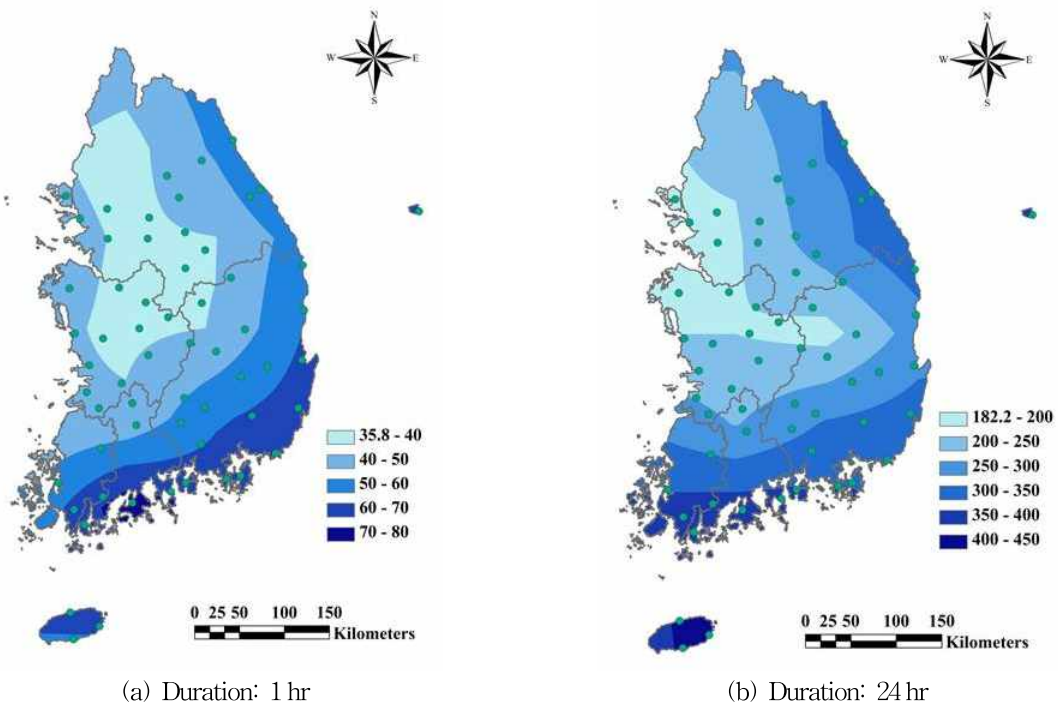 N
W E
S
35.8 - 40
40 - 50
50 - 60
60 - 70
70 - 80
0 25 50 100 150
Kilometers
(a) Duration: 1 hr
N
W E
S
182.2 - 200
200 - 250
250 - 300
300 - 350
350 - 400
400 - 450
0 25 50 100 150
Kilometers
(b) Duration: 24 hr